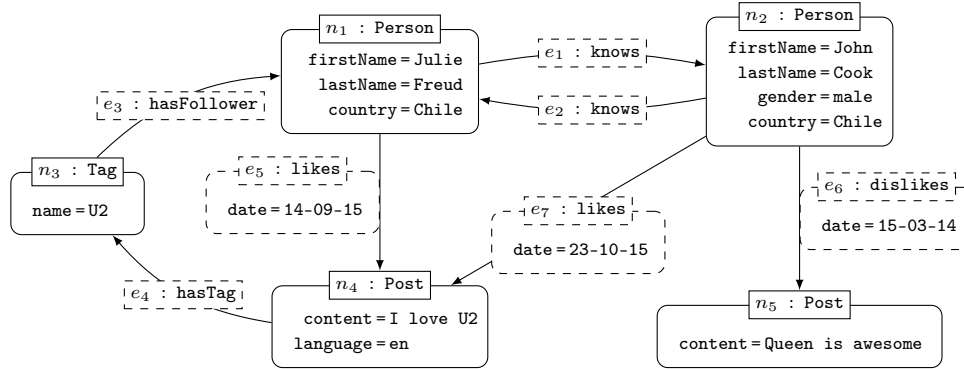 n1 : Person
firstName = Julie
lastName = Freud
country = Chile
n2 : Person
firstName = John
lastName = Cook
gender = male
country = Chile
e1 : knows
e2 : knows
e3 : hasFollower
n3 : Tag
name = U2
e5 : likes
date = 14-09-15
e7 : likes
date = 23-10-15
e6 : dislikes
date = 15-03-14
e4 : hasTag
n4 : Post
content = I love U2
language = en
n5 : Post
content = Queen is awesome